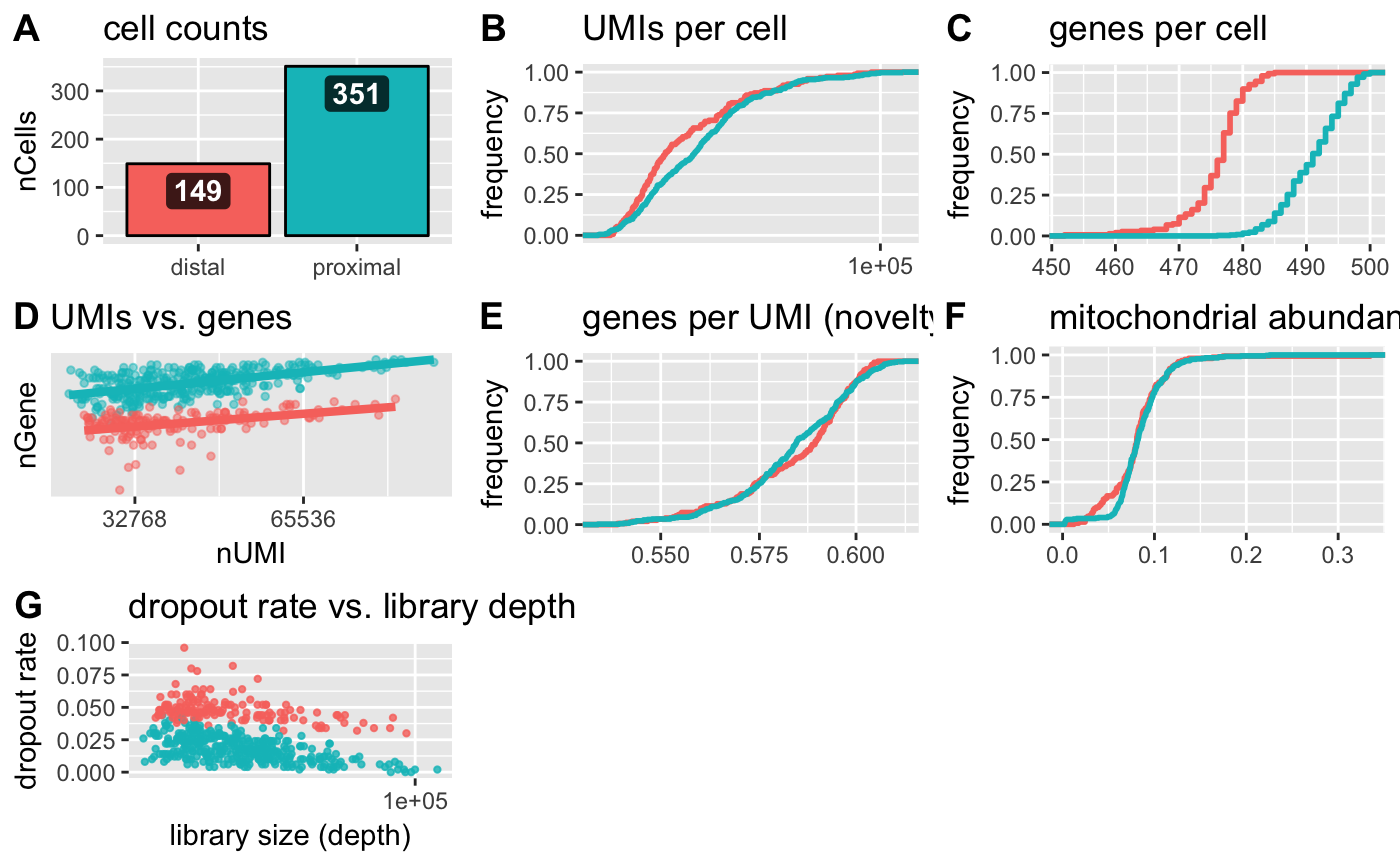 A cell counts
nCells
300
200
100
0
149
351
distal proximal
B UMIs per cell
frequency
1.00
0.75
0.50
0.25
0.00
1e+05
C genes per cell
frequency
1.00
0.75
0.50
0.25
0.00
450 460 470 480 490 500
D UMIs vs. genes
nGene
32768 65536
nUMI
E genes per UMI (novelty
frequency
1.00
0.75
0.50
0.25
0.00
0.550 0.575 0.600
F mitochondrial abundan
frequency
1.00
0.75
0.50
0.25
0.00
0.0 0.1 0.2 0.3
G dropout rate vs. library depth
dropout rate
0.100
0.075
0.050
0.025
0.000
1e+05
library size (depth)